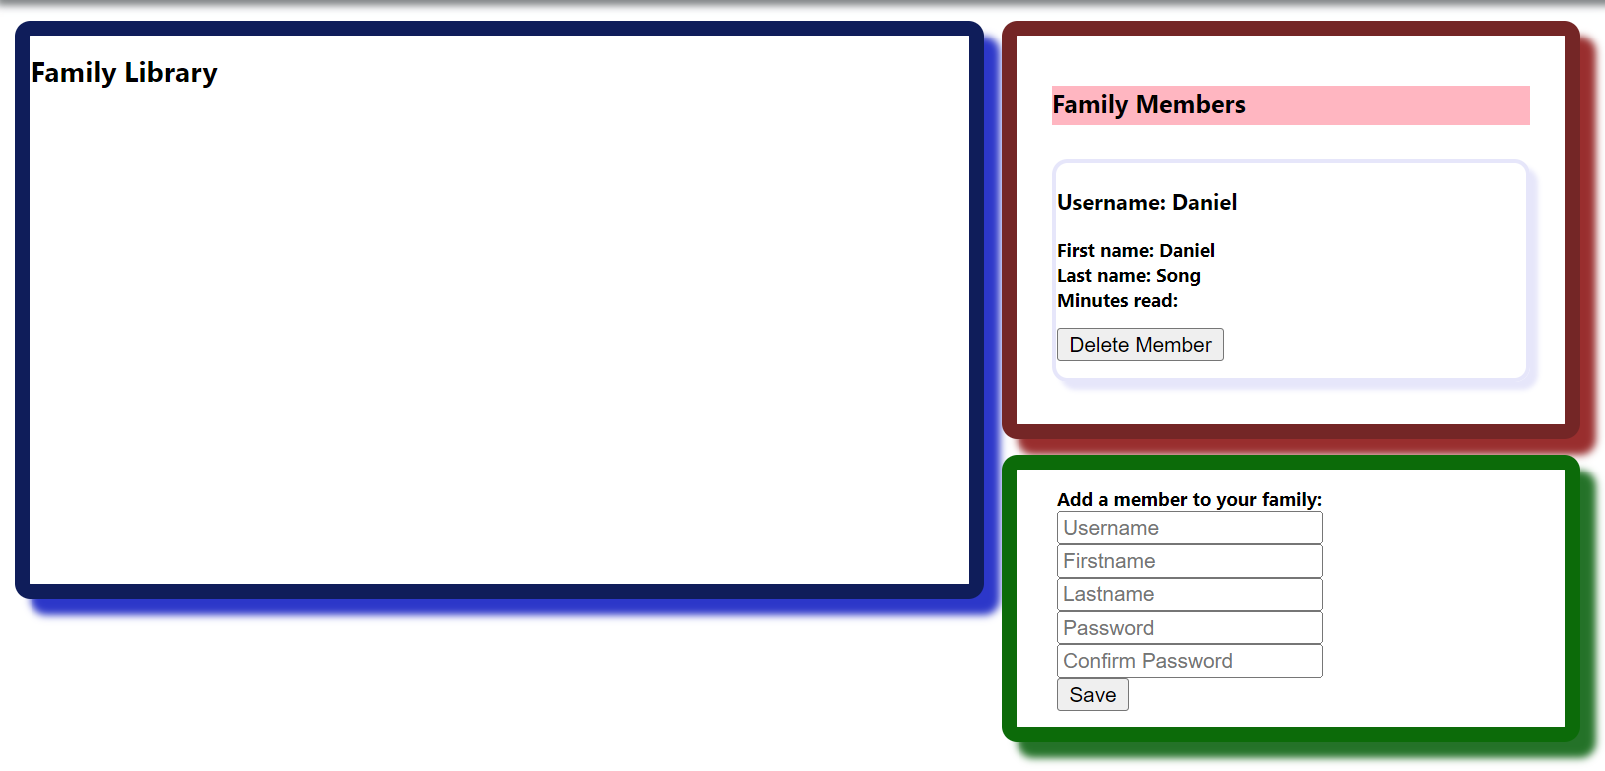 Family Library
Family Members
Username: Daniel
First name: Daniel
Last name: Song
Minutes read:
Delete Member
Add a member to your family:
Username
Firstname
Lastname
Password
Confirm Password
Save